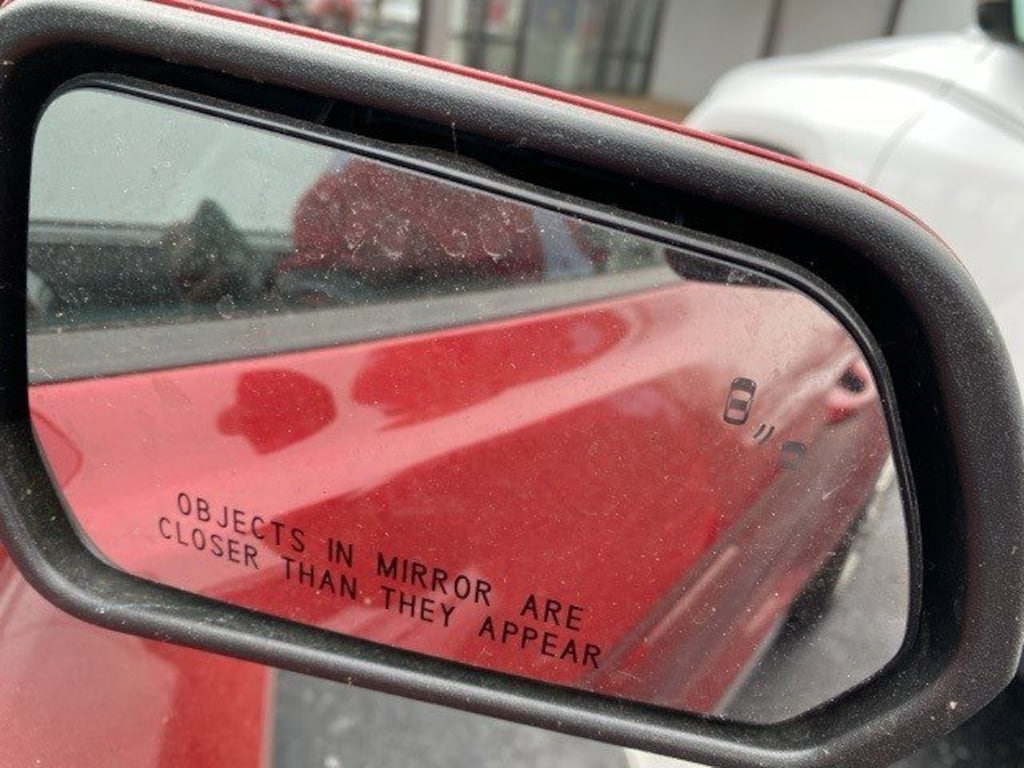 OBJECTS IN MIRROR ARE
CLOSER THAN THEY APPEAR